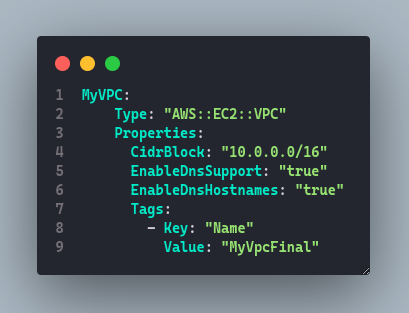 1 MyVPC:
2     Type: "AWS::EC2::VPC"
3     Properties:
4       CidrBlock: "10.0.0.0/16"
5       EnableDnsSupport: "true"
6       EnableDnsHostnames: "true"
7       Tags:
8         - Key: "Name"
9           Value: "MyVpcFinal"